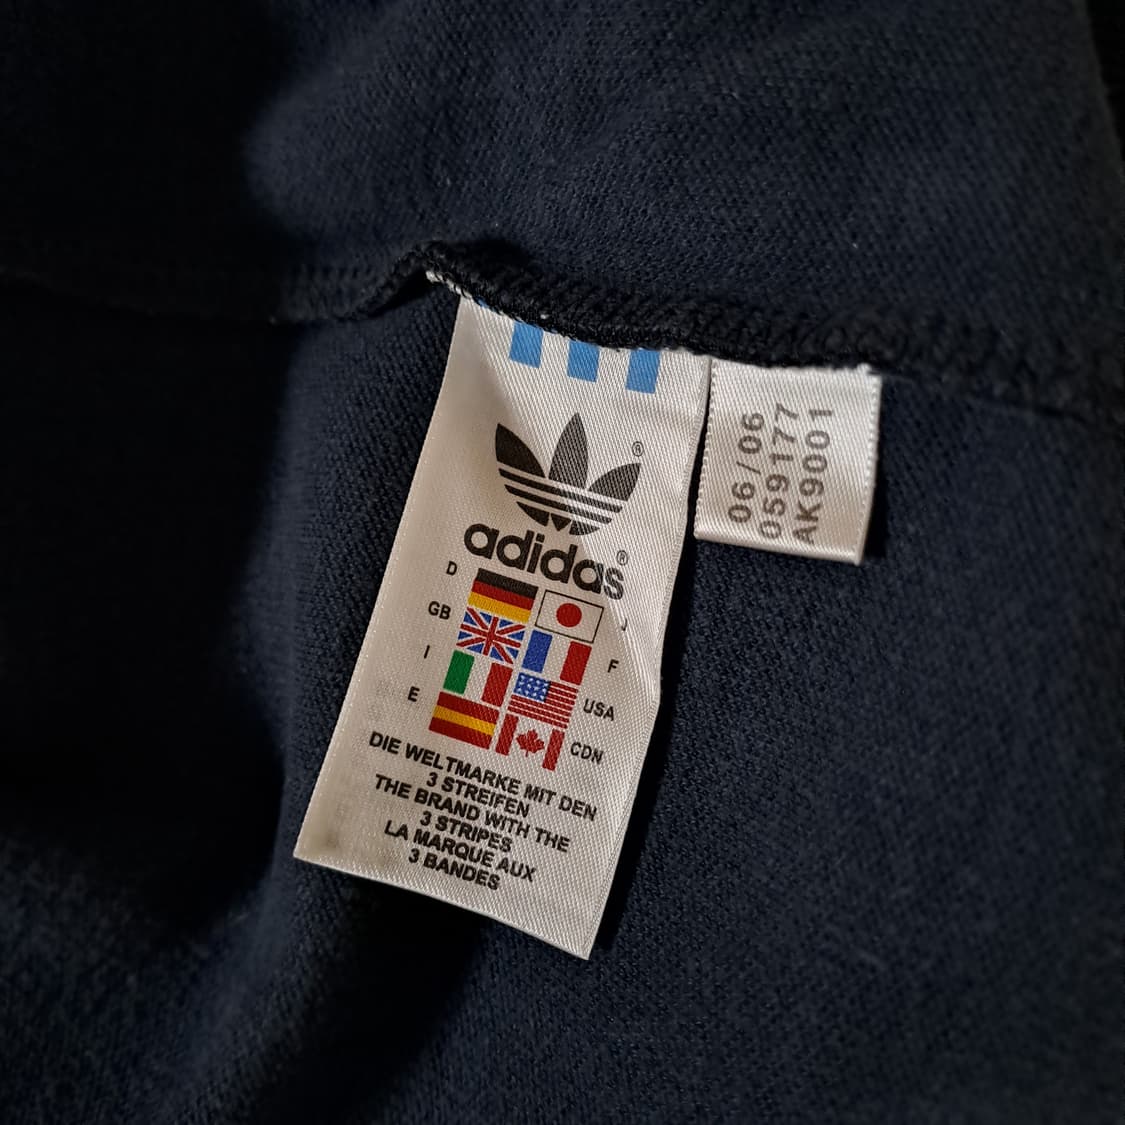 ®
adidas®
D
J
GB
F
I
USA
E
CDN
DIE WELTMARKE MIT DEN
3 STREIFEN
THE BRAND WITH THE
3 STRIPES
LA MARQUE AUX
3 BANDES
06/06
059177
AK9001